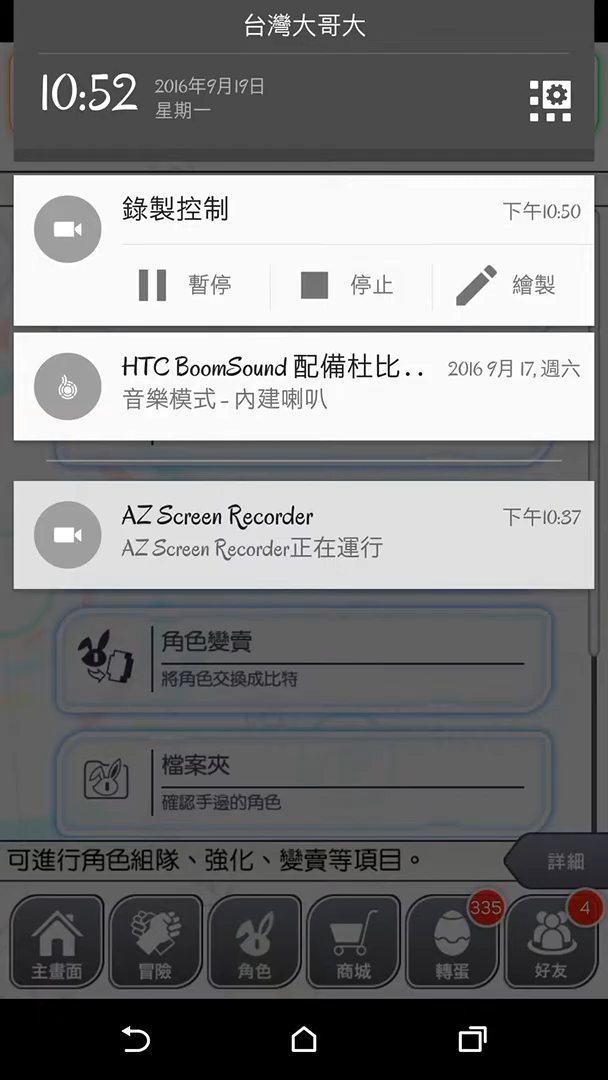 台灣大哥大
10:52
2016年9月19日
星期一
錄製控制
下午10:50
暫停
停止
繪製
HTC BoomSound 配備杜比..
2016 9月 17, 週六
音樂模式 - 內建喇叭
AZ Screen Recorder
下午10:37
AZ Screen Recorder正在運行
角色變賣
將角色交換成比特
檔案夾
確認手邊的角色
可進行角色組隊、強化、變賣等項目。
詳細
335
4
主畫面
冒險
角色
商城
轉蛋
好友